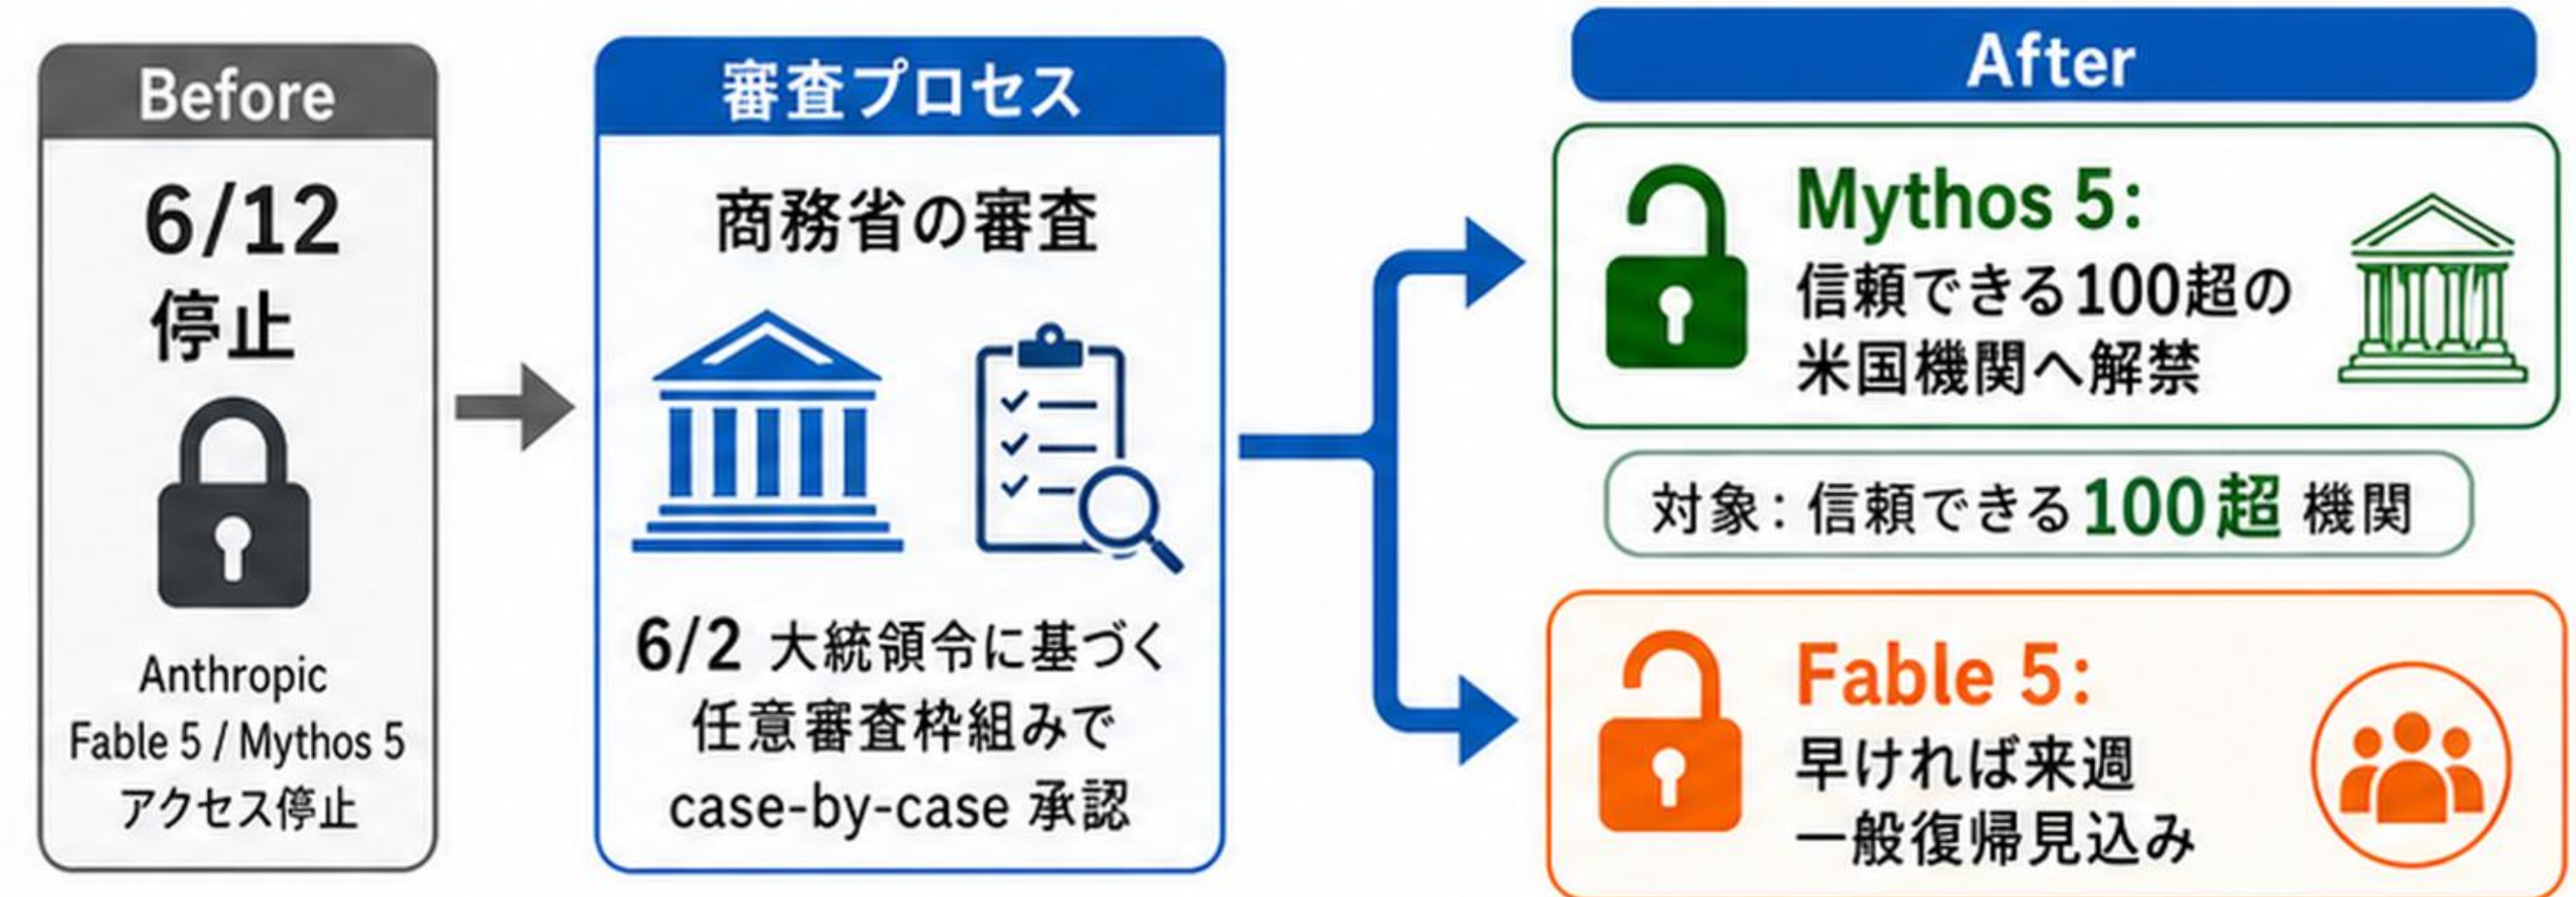 Before
6/12
停止
Anthropic
Fable 5 / Mythos 5
アクセス停止
審査プロセス
商務省の審査
6/2 大統領令に基づく
任意審査枠組みで
case-by-case 承認
After
Mythos 5:
信頼できる100超の
米国機関へ解禁
対象: 信頼できる100超 機関
Fable 5:
早ければ来週
一般復帰見込み